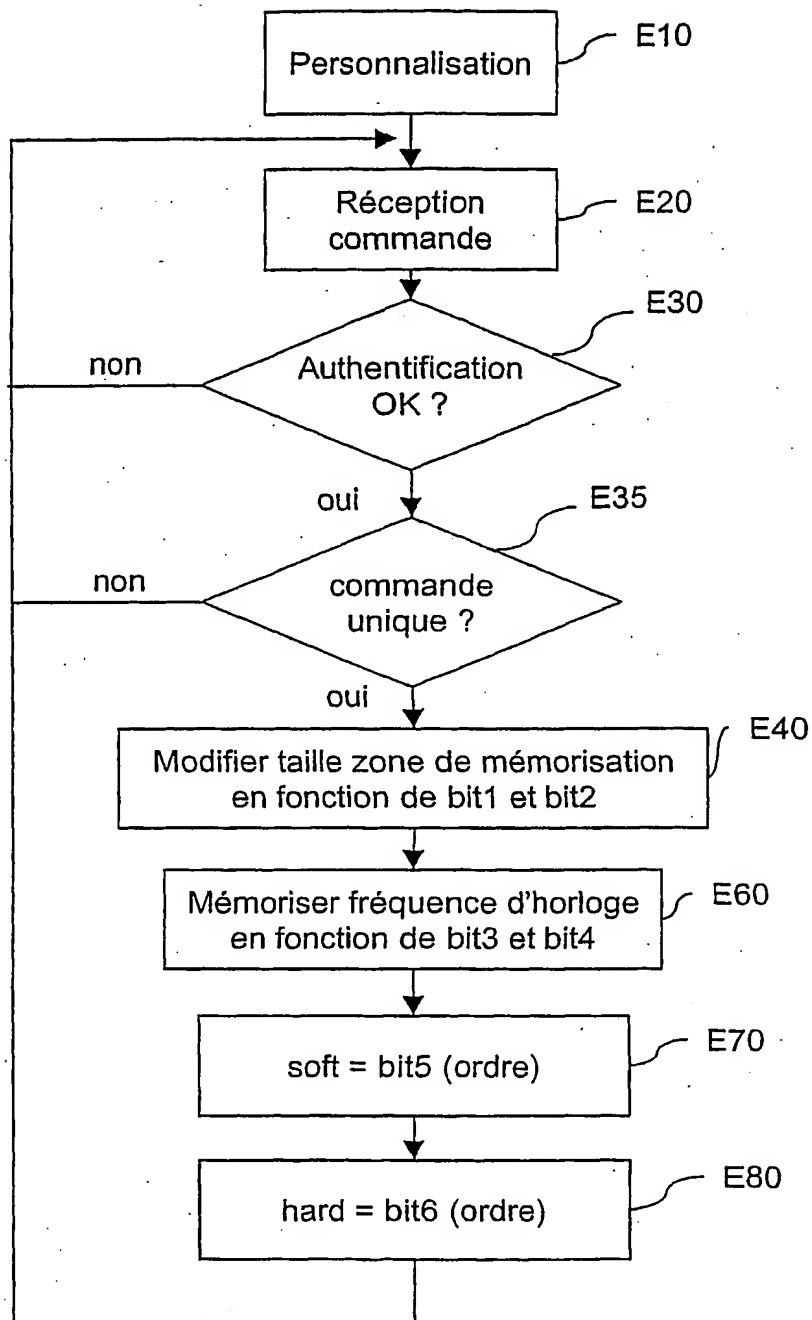 Personnalisation
E10
Réception
commande
E20
E30
non
Authentification
OK ?
oui
E35
non
commande
unique ?
oui
E40
Modifier taille zone de mémorisation
en fonction de bit1 et bit2
Mémoriser fréquence d'horloge
en fonction de bit3 et bit4
E60
soft = bit5 (ordre)
E70
hard = bit6 (ordre)
E80